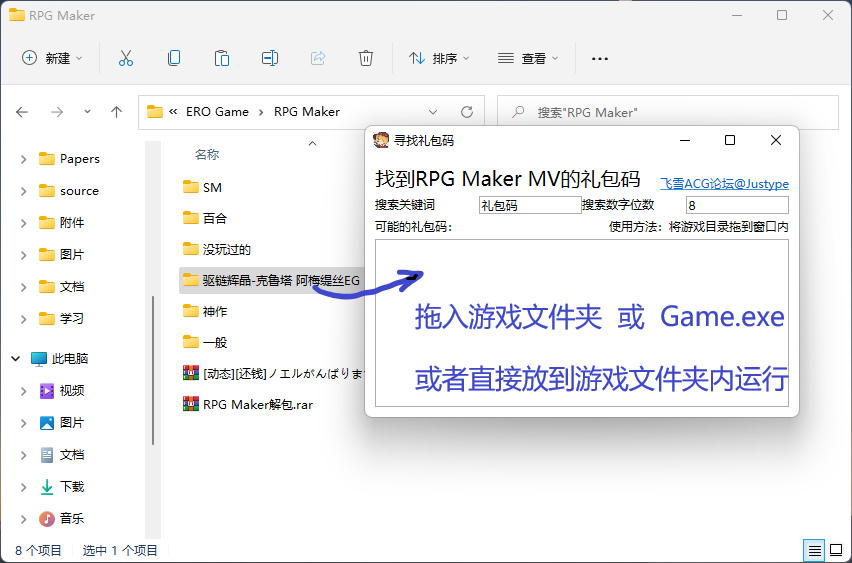 RPG Maker
新建
排序
查看
ERO Game
RPG Maker
搜索"RPG Maker"
Papers
source
附件
图片
文档
学习
此电脑
视频
图片
文档
下载
音乐
名称
SM
百合
没玩过的
驱链辉晶-克鲁塔 阿梅缇丝EG
神作
一般
[动态][还钱]ノエルがんばりま
RPG Maker解包.rar
寻找礼包码
找到RPG Maker MV的礼包码
飞雪ACG论坛@Justype
搜索关键词
礼包码
搜索数字位数
8
可能的礼包码：
使用方法：将游戏目录拖到窗口内
拖入游戏文件夹 或 Game.exe
或者直接放到游戏文件夹内运行
8 个项目
选中 1 个项目